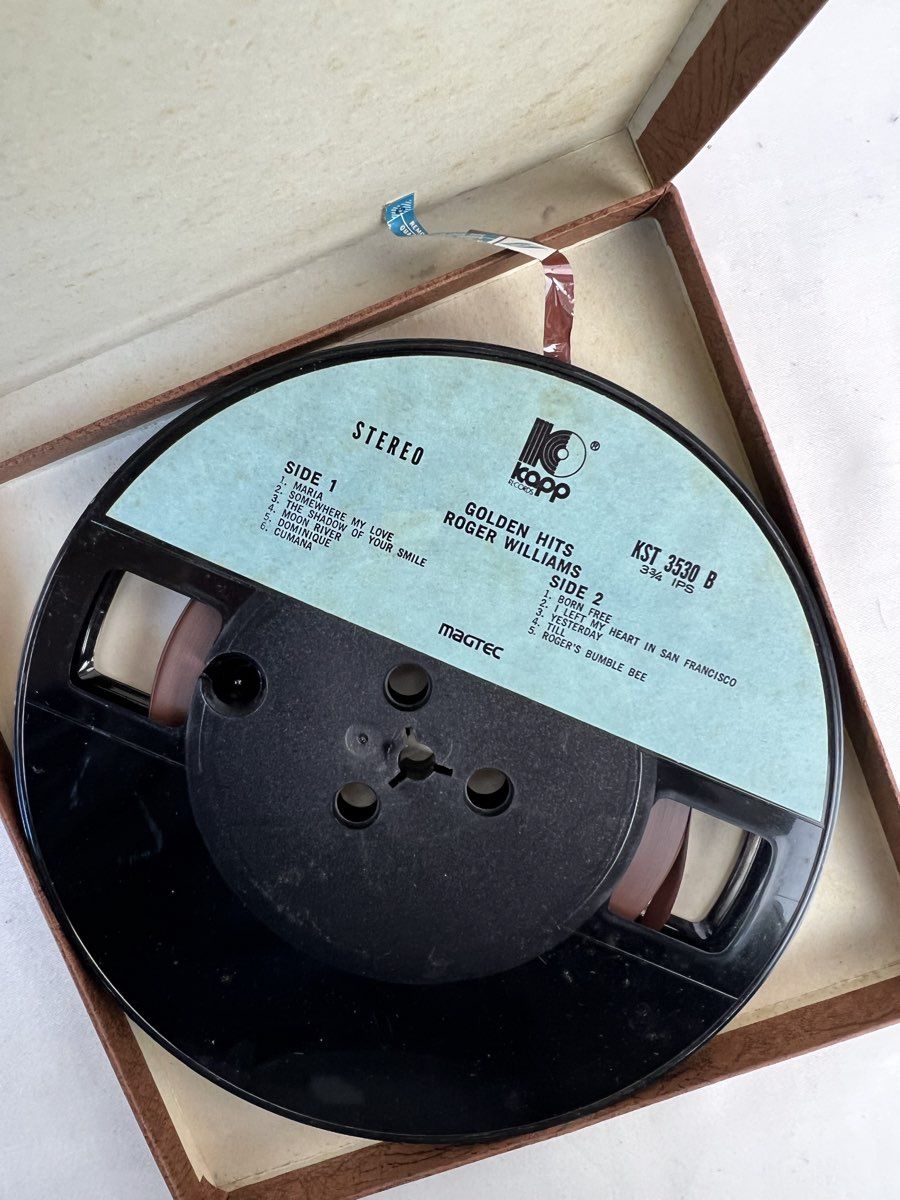 STEREO
kapp
RECORDS
®
GOLDEN HITS
ROGER WILLIAMS
KST 3530 B
3¾ IPS
SIDE 1
1. MARIA
2. SOMEWHERE MY LOVE
3. THE SHADOW OF YOUR SMILE
4. MOON RIVER
5. DOMINIQUE
6. CUMANA
SIDE 2
1. BORN FREE
2. I LEFT MY HEART IN SAN FRANCISCO
3. YESTERDAY
4. TILL
5. ROGER'S BUMBLE BEE
MAGTEC